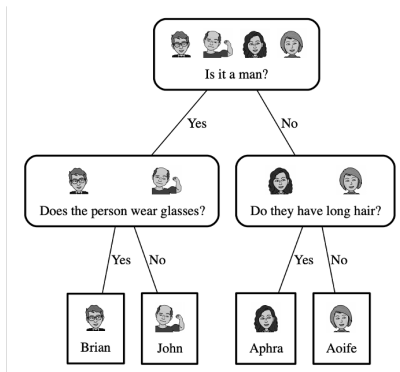 Is it a man?
Yes
No
Does the person wear glasses?
Do they have long hair?
Yes
No
Yes
No
Brian
John
Aphra
Aoife